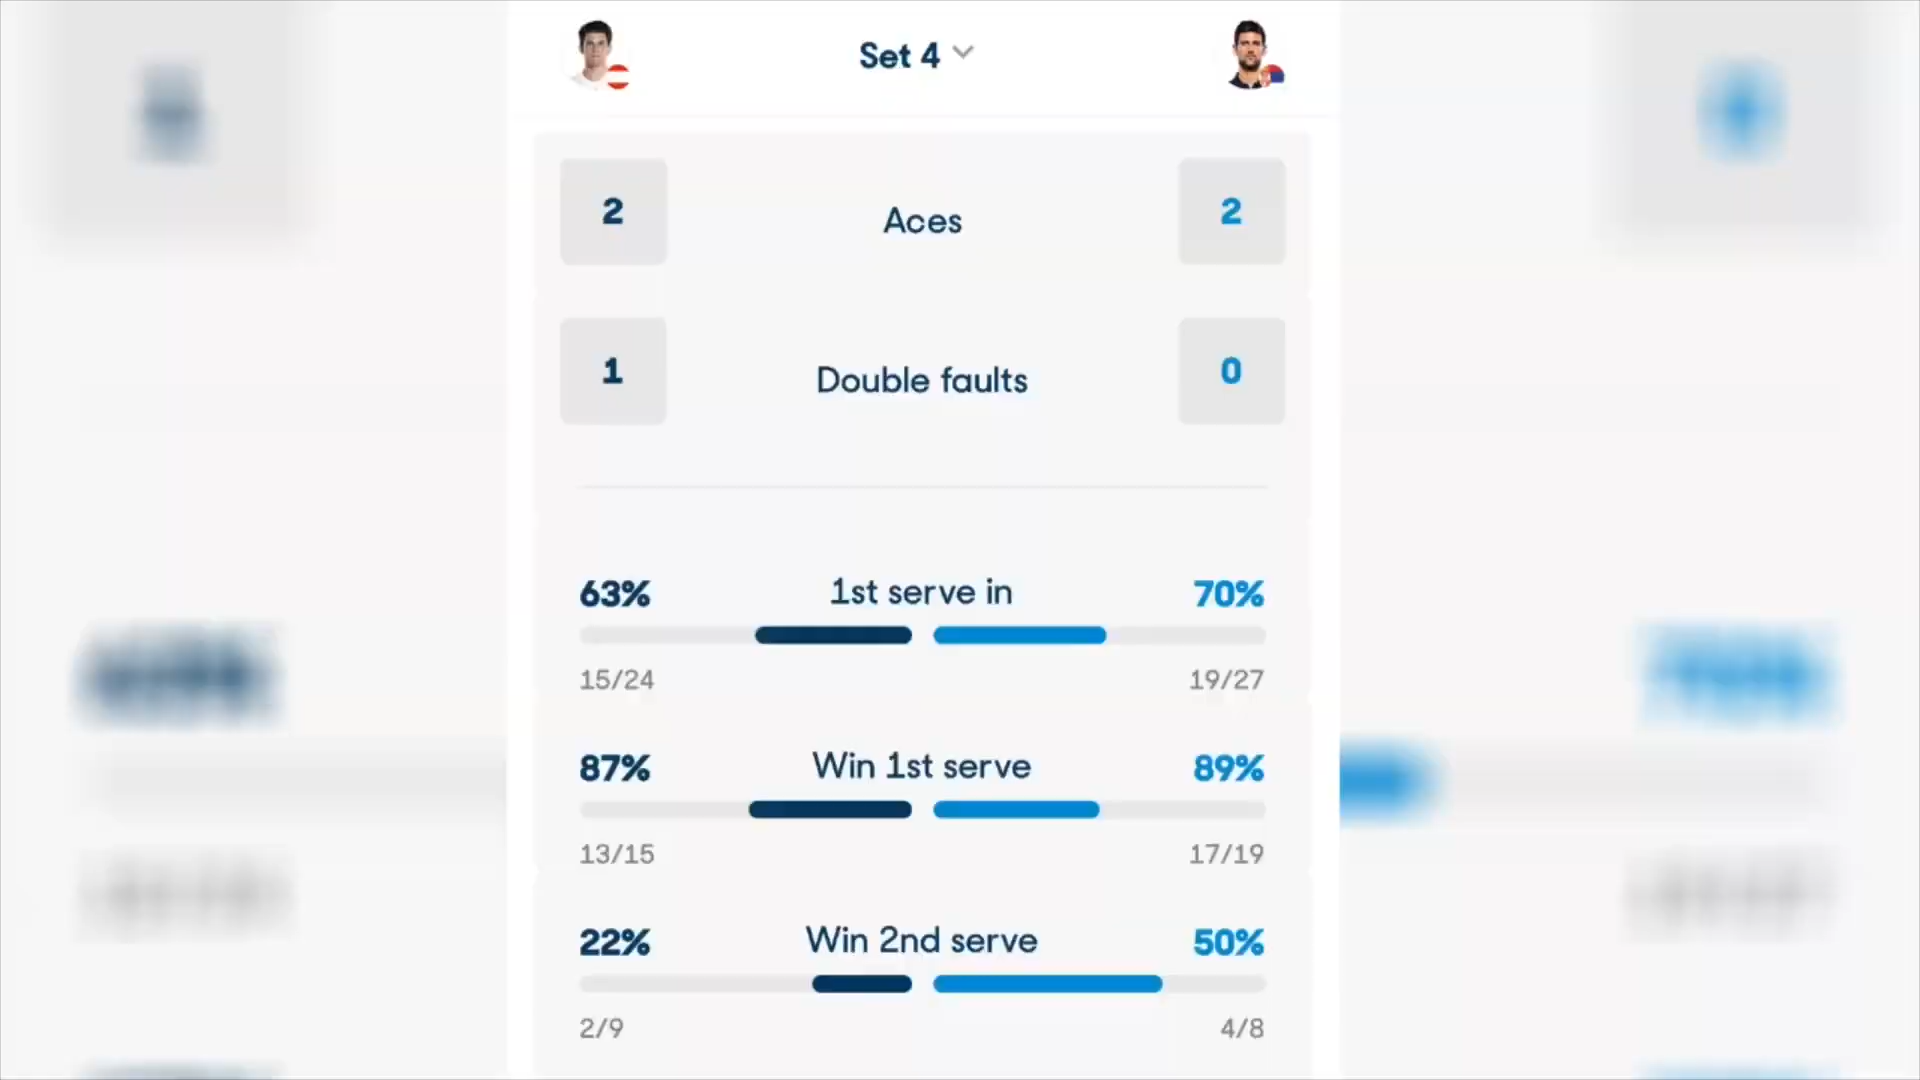 Set 4
2 Aces 2
1 Double faults 0
63% 1st serve in 70%
15/24 19/27
87% Win 1st serve 89%
13/15 17/19
22% Win 2nd serve 50%
2/9 4/8